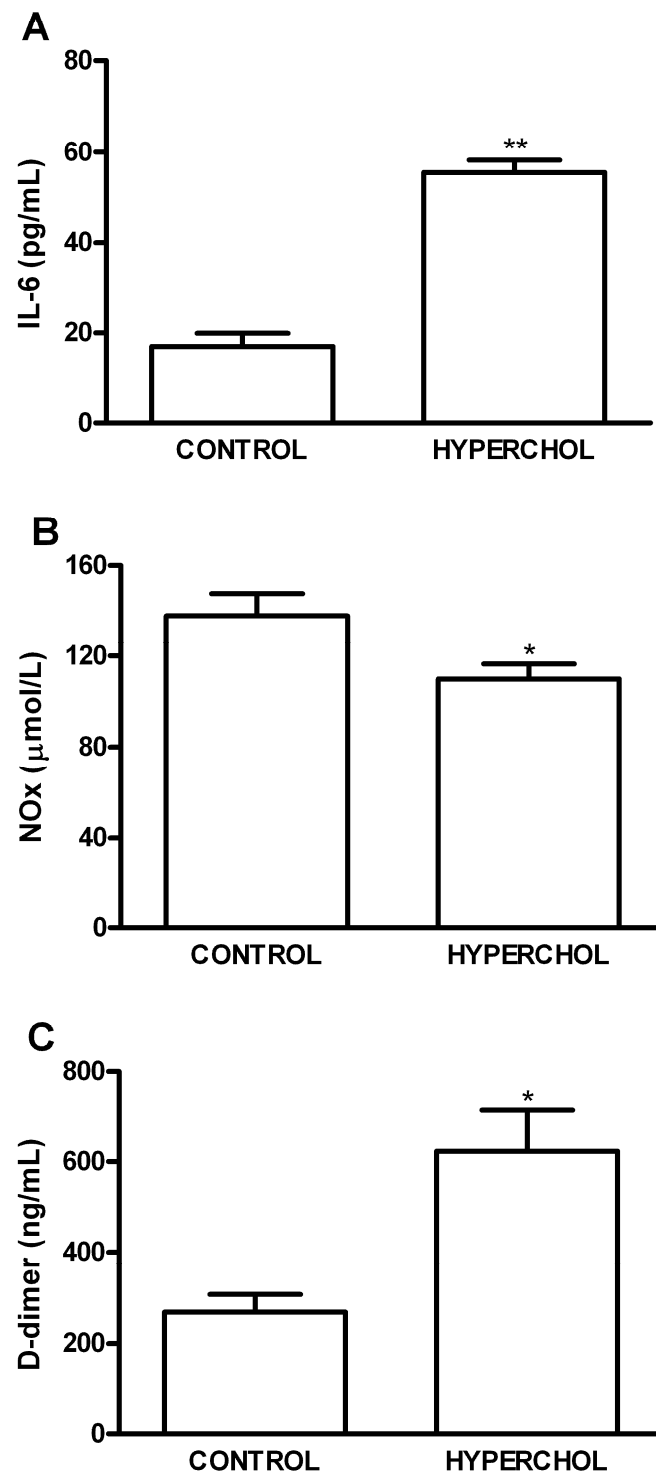 A
80
60
40
20
0
IL-6 (pg/mL)
**
CONTROL HYPERCHOL
B
160
120
80
40
0
NOx (μmol/L)
*
CONTROL HYPERCHOL
C
800
600
400
200
0
D-dimer (ng/mL)
*
CONTROL HYPERCHOL